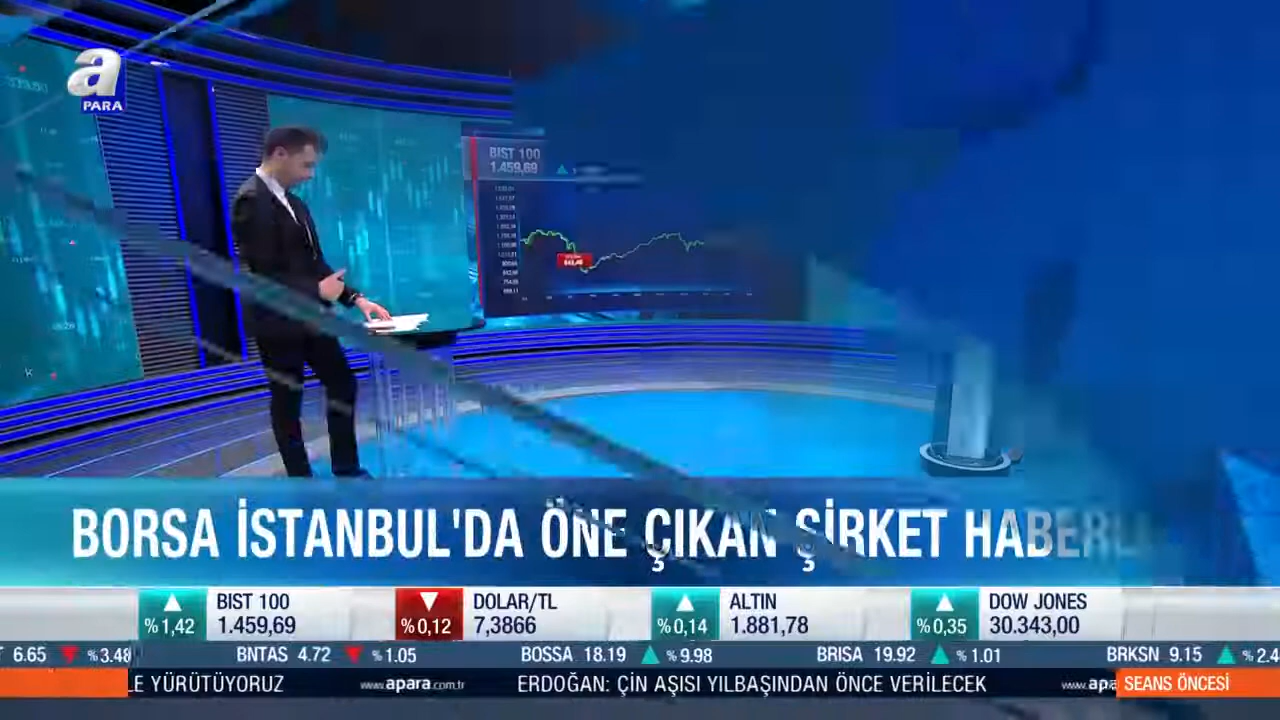 a
PARA
BIST 100
1.459,69
BORSA İSTANBUL'DA ÖNE ÇIKAN ŞİRKET HABERL
%1,42
BIST 100
1.459,69
%0,12
DOLAR/TL
7,3866
%0,14
ALTIN
1.881,78
%0,35
DOW JONES
30.343,00
6.65 %3.48 BNTAS 4.72 %1.05 BOSSA 18.19 %9.98 BRISA 19.92 %1.01 BRKSN 9.15 %2.4
LE YÜRÜTÜYORUZ www.apara.com.tr ERDOĞAN: ÇİN AŞISI YILBAŞINDAN ÖNCE VERİLECEK www.apa SEANS ÖNCESİ